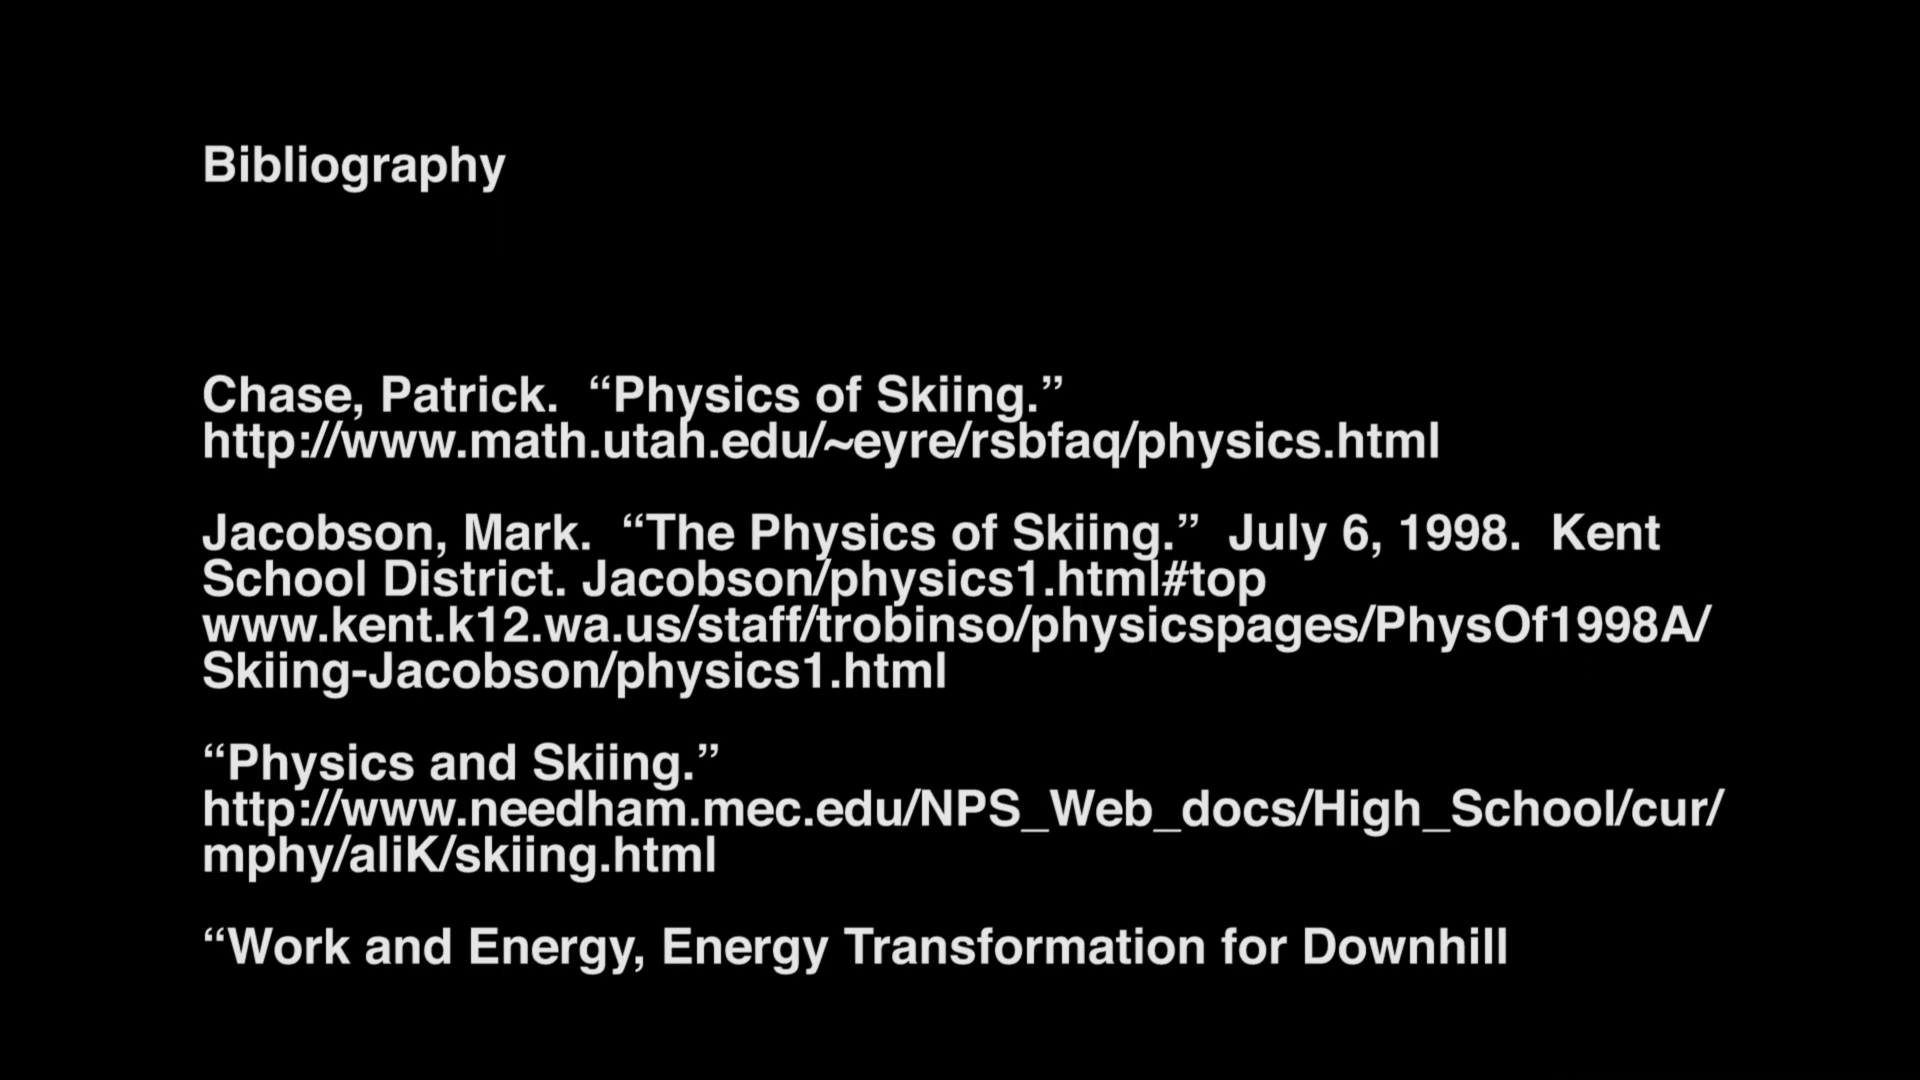 Bibliography
Chase, Patrick.  “Physics of Skiing.”
http://www.math.utah.edu/~eyre/rsbfaq/physics.html
Jacobson, Mark.  “The Physics of Skiing.”  July 6, 1998.  Kent
School District. Jacobson/physics1.html#top
www.kent.k12.wa.us/staff/trobinso/physicspages/PhysOf1998A/
Skiing-Jacobson/physics1.html
“Physics and Skiing.”
http://www.needham.mec.edu/NPS_Web_docs/High_School/cur/
mphy/aliK/skiing.html
“Work and Energy, Energy Transformation for Downhill